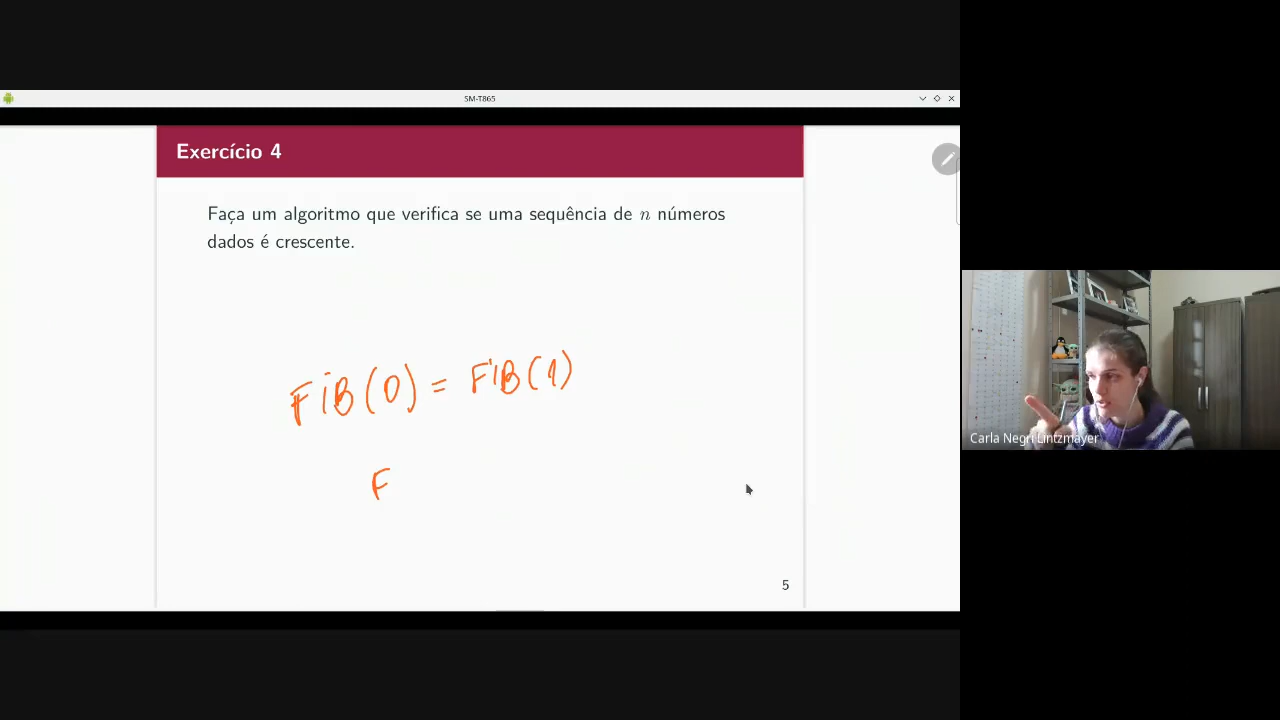 SM-T865
Exercício 4
Faça um algoritmo que verifica se uma sequência de n números
dados é crescente.
FiB(0) = FiB(1)
F
5
Carla Negri Lintzmayer